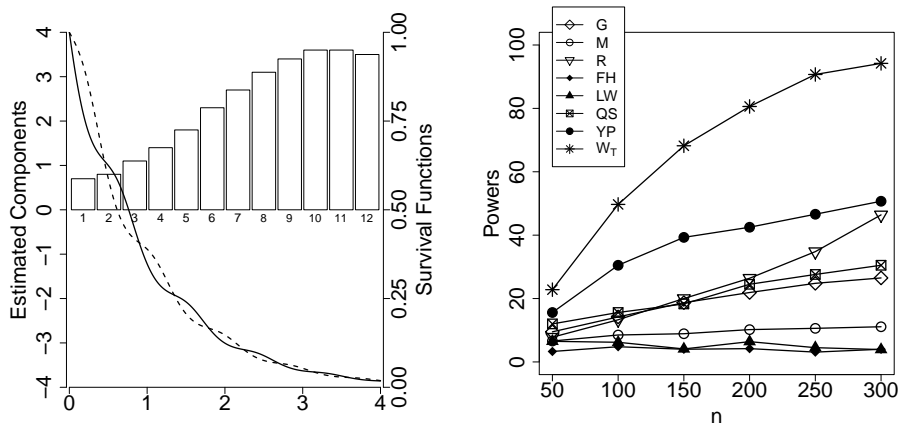 Estimated Components
4
3
2
1
0
−1
−2
−3
−4
1 2 3 4 5 6 7 8 9 10 11 12
0 1 2 3 4
1.00
0.75
0.50
0.25
0.00
Survival Functions
G
M
R
FH
LW
QS
YP
W_T
Powers
100
80
60
40
20
0
50 100 150 200 250 300
n